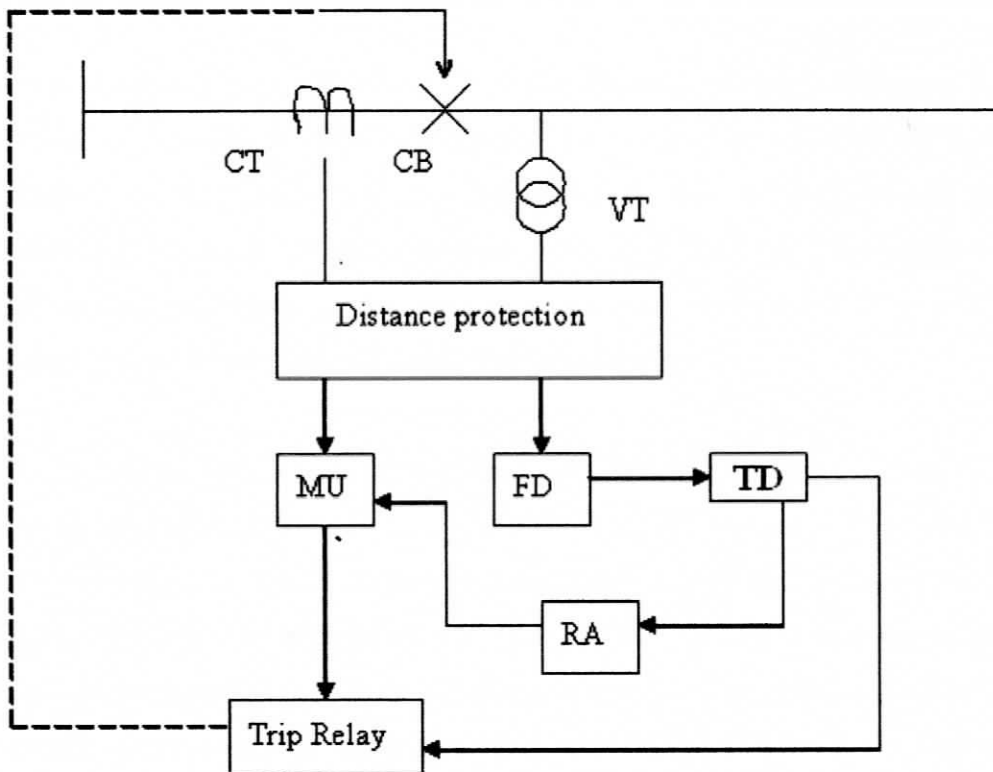 CT
CB
VT
Distance protection
MU
FD
TD
RA
Trip Relay